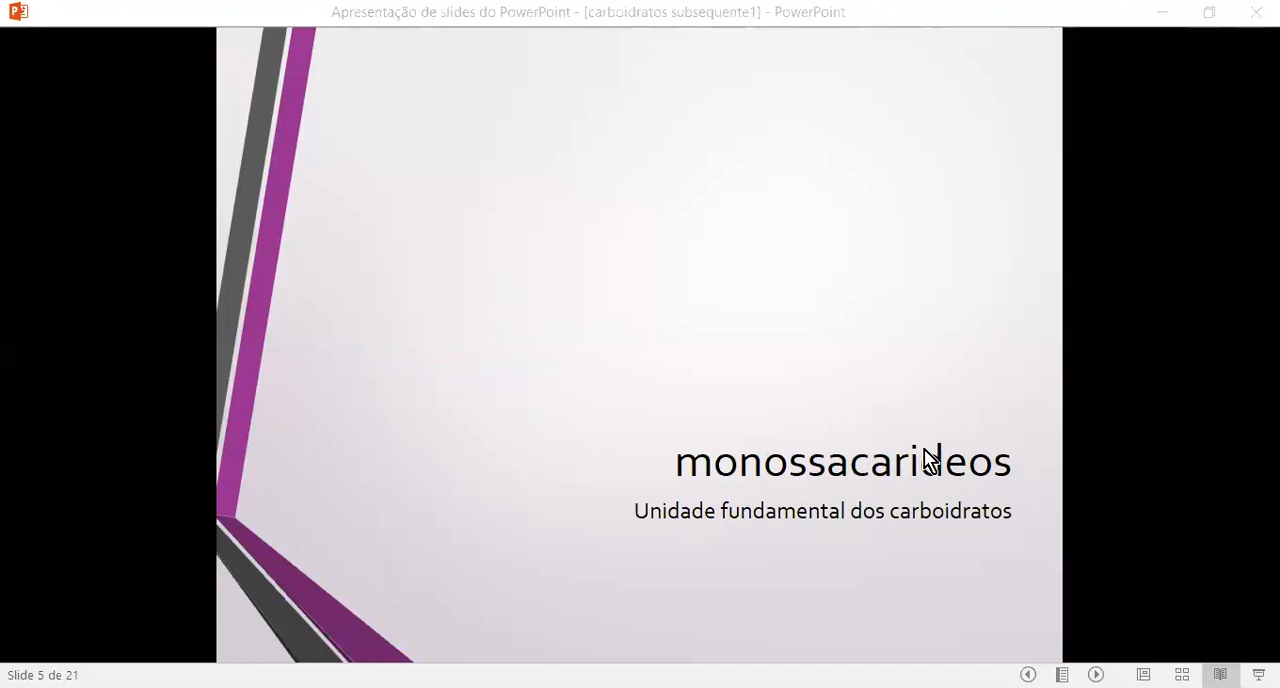 Apresentação de slides do PowerPoint - [carboidratos subsequente1] - PowerPoint
monossacarideos
Unidade fundamental dos carboidratos
Slide 5 de 21